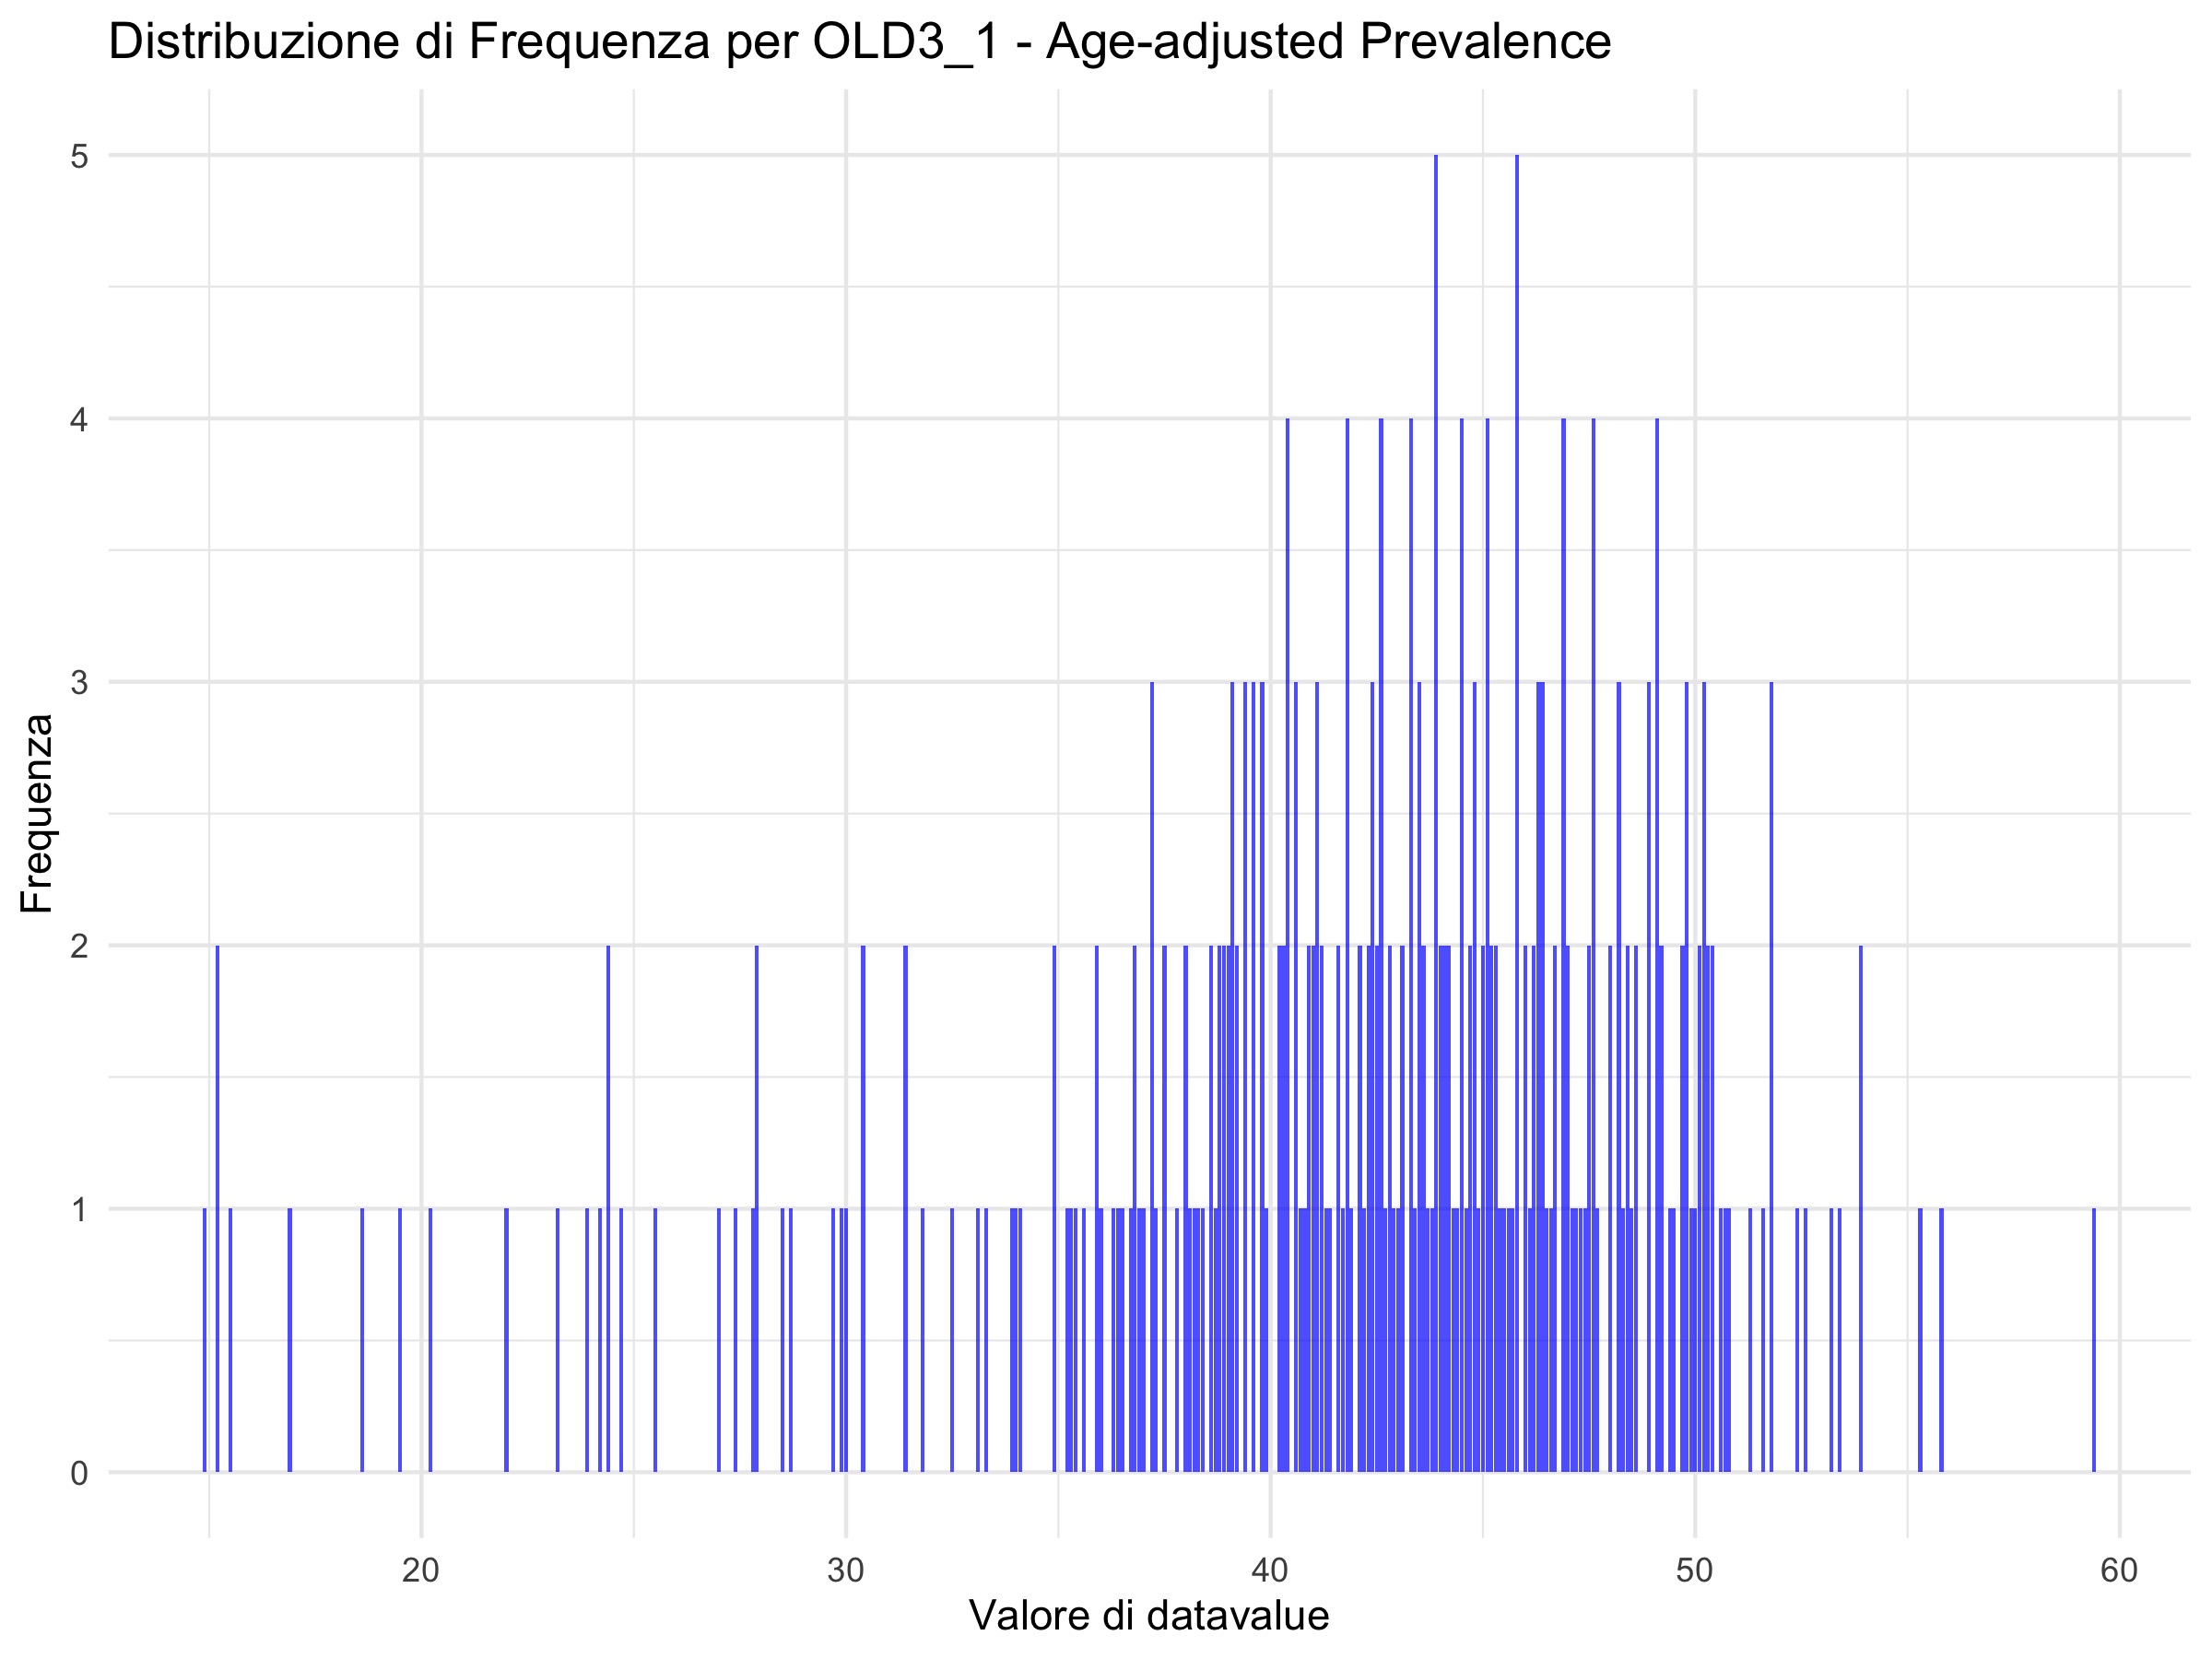 Distribuzione di Frequenza per OLD3_1 - Age-adjusted Prevalence
5
4
3
2
1
0
Frequenza
20 30 40 50 60
Valore di datavalue